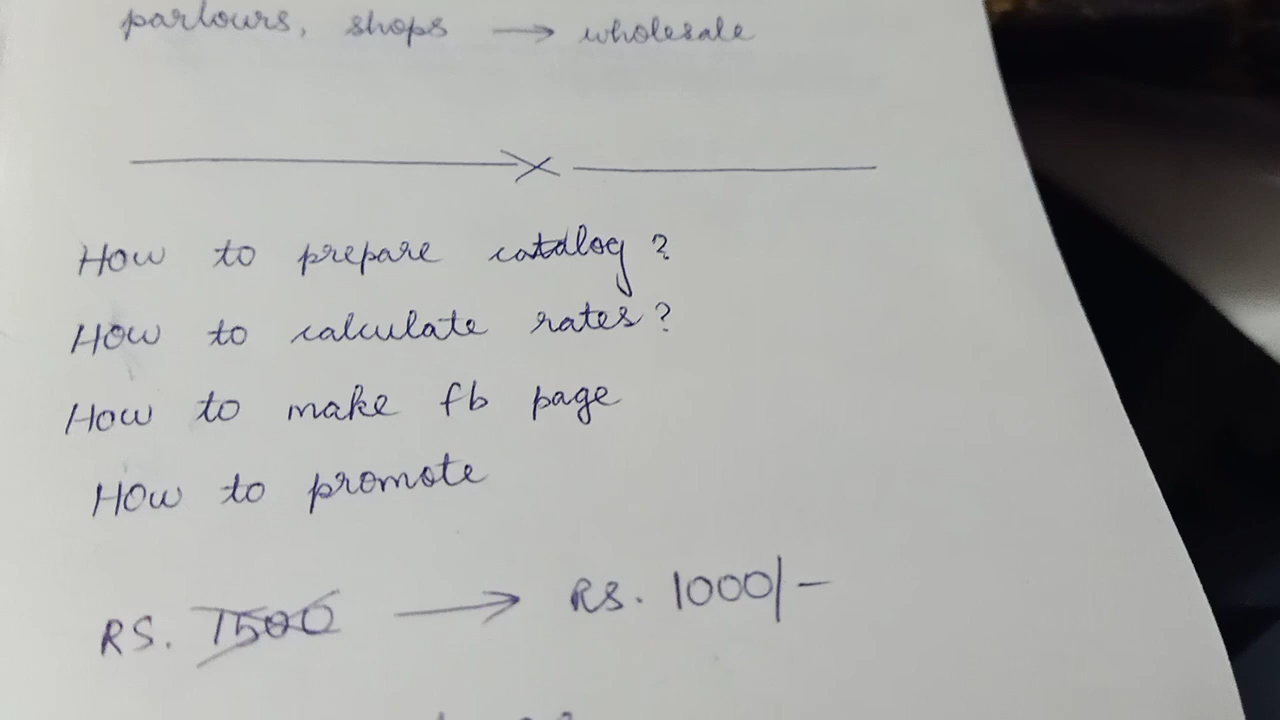 parlours, shops → wholesale
How to prepare catalog?
How to calculate rates?
How to make fb page
How to promote
RS. 1500 → RS. 1000/-